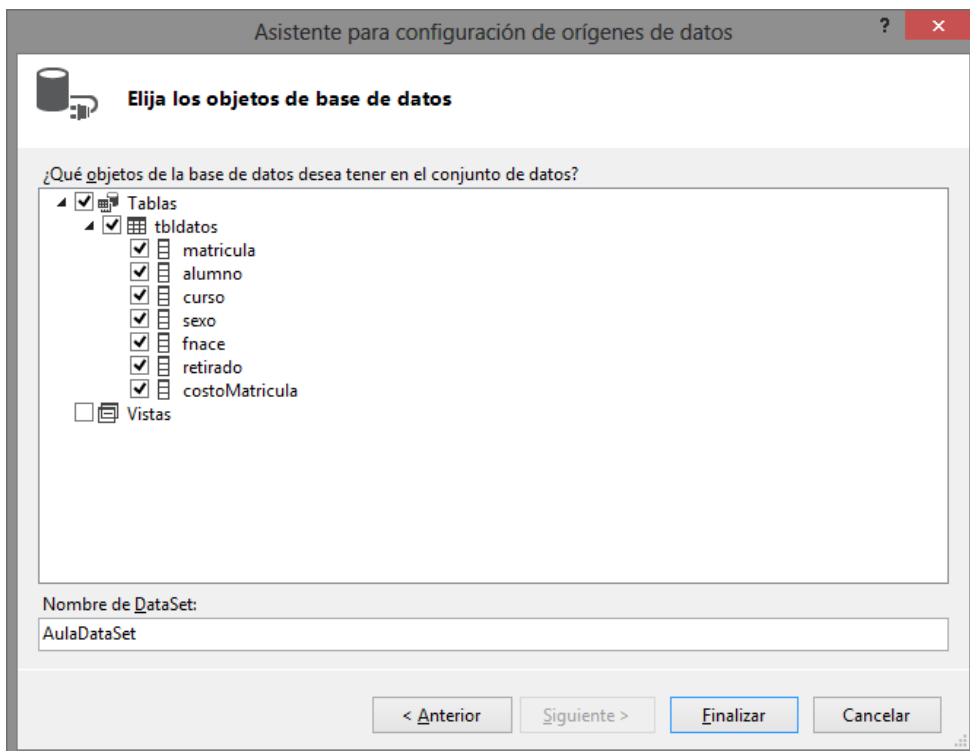 Asistente para configuración de orígenes de datos
?
Elija los objetos de base de datos
¿Qué objetos de la base de datos desea tener en el conjunto de datos?
Tablas
tbldatos
matricula
alumno
curso
sexo
fnace
retirado
costoMatricula
Vistas
Nombre de DataSet:
AulaDataSet
< Anterior
Siguiente >
Finalizar
Cancelar